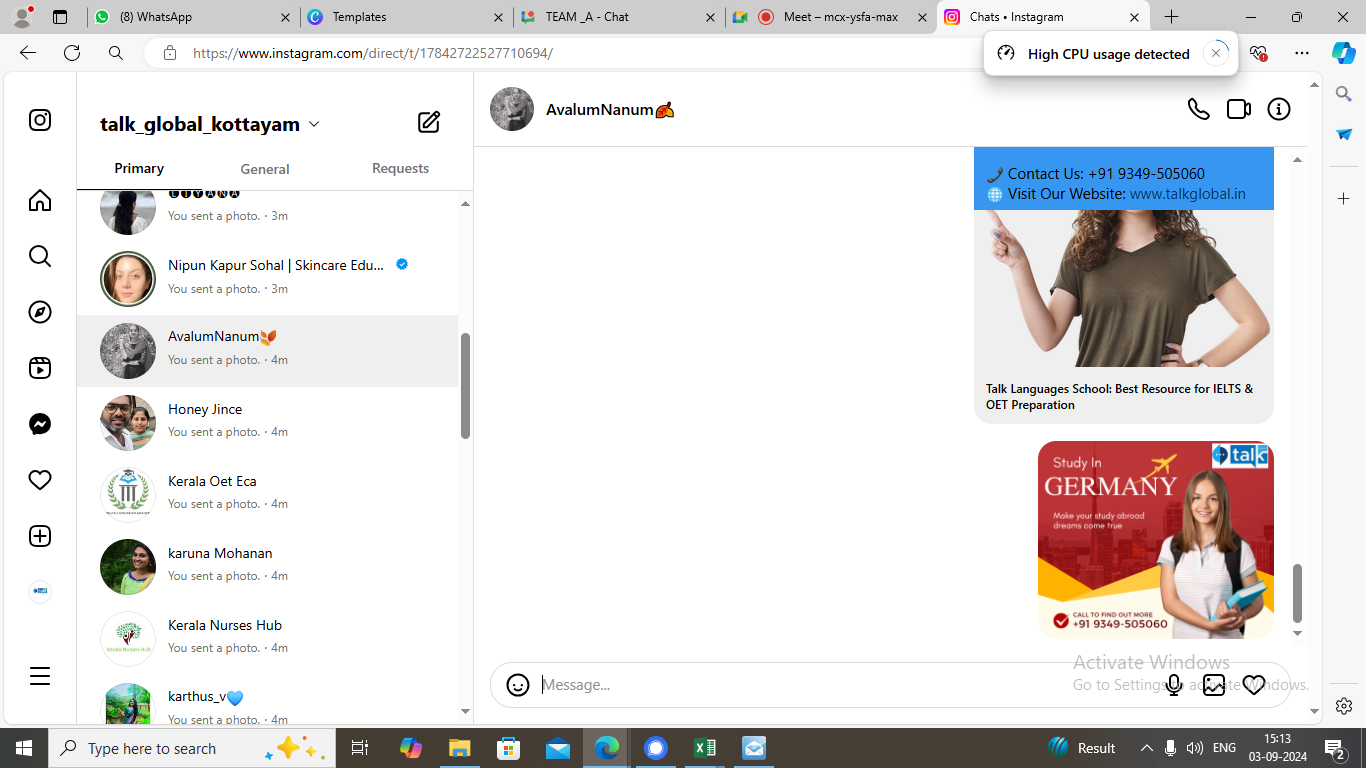 (8) WhatsApp
Templates
TEAM _A - Chat
Meet – mcx-ysfa-max
Chats • Instagram
https://www.instagram.com/direct/t/17842722527710694/
High CPU usage detected
talk_global_kottayam
Primary
General
Requests
🅛🅘🅨🅐🅝🅐
You sent a photo. · 3m
Nipun Kapur Sohal | Skincare Edu...
You sent a photo. · 3m
AvalumNanum🍂
You sent a photo. · 4m
Honey Jince
You sent a photo. · 4m
Kerala Oet Eca
You sent a photo. · 4m
karuna Mohanan
You sent a photo. · 4m
Kerala Nurses Hub
You sent a photo. · 4m
karthus_v💙
You sent a photo. · 4m
AvalumNanum🍂
📞 Contact Us: +91 9349-505060
🌐 Visit Our Website: www.talkglobal.in
Talk Languages School: Best Resource for IELTS &
OET Preparation
talk
Study In
GERMANY
Make your study abroad
dreams come true
CALL TO FIND OUT MORE
+91 9349-505060
Message...
Activate Windows
Go to Settings to activate Windows.
Type here to search
Result
ENG
15:13
03-09-2024
2